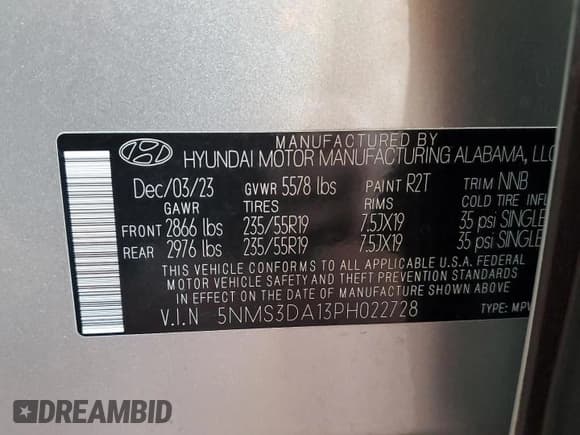 MANUFACTURED BY
HYUNDAI MOTOR MANUFACTURING ALABAMA, LLC
Dec/03/23 GVWR 5578 lbs PAINT R2T TRIM NNB
GAWR TIRES RIMS COLD TIRE INFL
FRONT 2866 lbs 235/55R19 7.5JX19 35 psi SINGLE
REAR 2976 lbs 235/55R19 7.5JX19 35 psi SINGLE
THIS VEHICLE CONFORMS TO ALL APPLICABLE U.S.A. FEDERAL
MOTOR VEHICLE SAFETY AND THEFT PREVENTION STANDARDS
IN EFFECT ON THE DATE OF MANUFACTURE SHOWN ABOVE.
V.I.N 5NMS3DA13PH022728 TYPE: MPV
DREAMBID